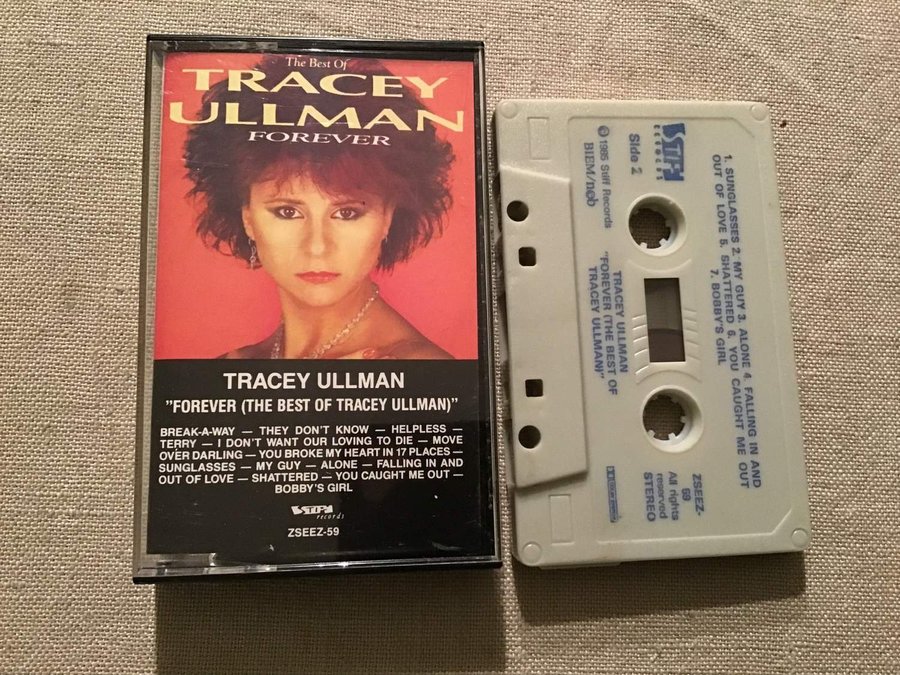 The Best Of
TRACEY
ULLMAN
FOREVER
TRACEY ULLMAN
"FOREVER (THE BEST OF TRACEY ULLMAN)"
BREAK-A-WAY — THEY DON'T KNOW — HELPLESS —
TERRY — I DON'T WANT OUR LOVING TO DIE — MOVE
OVER DARLING — YOU BROKE MY HEART IN 17 PLACES —
SUNGLASSES — MY GUY — ALONE — FALLING IN AND
OUT OF LOVE — SHATTERED — YOU CAUGHT ME OUT —
BOBBY'S GIRL
STIFF
records
ZSEEZ-59
STIFF
RECORDS
Side 2
1. SUNGLASSES 2. MY GUY 3. ALONE 4. FALLING IN AND
OUT OF LOVE 5. SHATTERED 6. YOU CAUGHT ME OUT
7. BOBBY'S GIRL
℗ 1985 Stiff Records
BIEM/n©b
TRACEY ULLMAN
"FOREVER (THE BEST OF
TRACEY ULLMAN)"
ZSEEZ-
59
All rights
reserved
STEREO